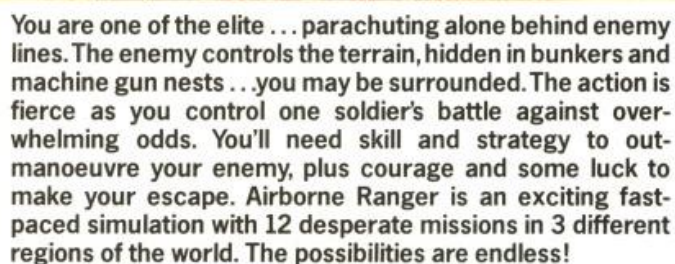 You are one of the elite ... parachuting alone behind enemy
lines. The enemy controls the terrain, hidden in bunkers and
machine gun nests ... you may be surrounded. The action is
fierce as you control one soldier's battle against over-
whelming odds. You'll need skill and strategy to out-
manoeuvre your enemy, plus courage and some luck to
make your escape. Airborne Ranger is an exciting fast-
paced simulation with 12 desperate missions in 3 different
regions of the world. The possibilities are endless!